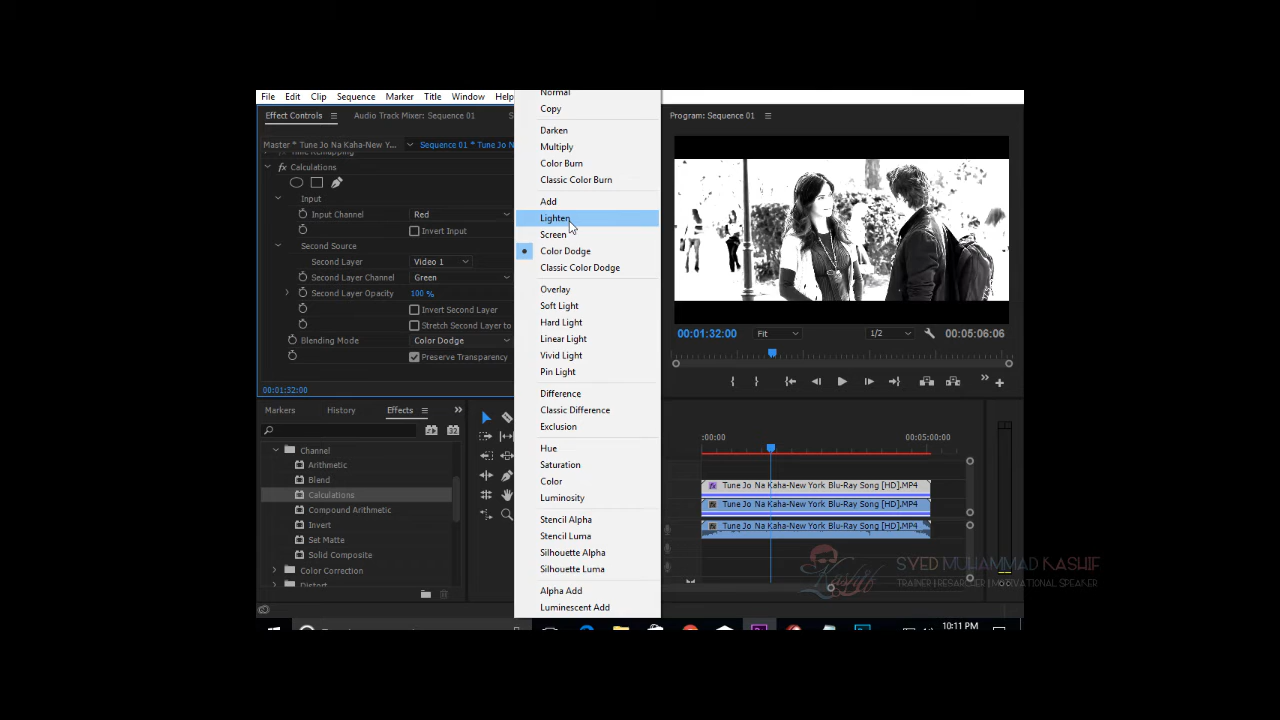 File Edit Clip Sequence Marker Title Window Help
Effect Controls
Audio Track Mixer: Sequence 01
S
Master * Tune Jo Na Kaha-New Y...
Sequence 01 * Tune Jo N
Time Remapping
fx Calculations
Input
Input Channel Red
Invert Input
Second Source
Second Layer Video 1
Second Layer Channel Green
Second Layer Opacity 100 %
Invert Second Layer
Stretch Second Layer to
Blending Mode Color Dodge
Preserve Transparency
00:01:32:00
Normal
Copy
Darken
Multiply
Color Burn
Classic Color Burn
Add
Lighten
Screen
Color Dodge
Classic Color Dodge
Overlay
Soft Light
Hard Light
Linear Light
Vivid Light
Pin Light
Difference
Classic Difference
Exclusion
Hue
Saturation
Color
Luminosity
Stencil Alpha
Stencil Luma
Silhouette Alpha
Silhouette Luma
Alpha Add
Luminescent Add
Program: Sequence 01
00:01:32:00 Fit 1/2 00:05:06:06
Markers History Effects
Channel
Arithmetic
Blend
Calculations
Compound Arithmetic
Invert
Set Matte
Solid Composite
Color Correction
Distort
:00:00 00:05:00:00
Tune Jo Na Kaha-New York Blu-Ray Song [HD].MP4
Tune Jo Na Kaha-New York Blu-Ray Song [HD].MP4
Tune Jo Na Kaha-New York Blu-Ray Song [HD].MP4
Kashif
SYED MUHAMMAD KASHIF
10:11 PM